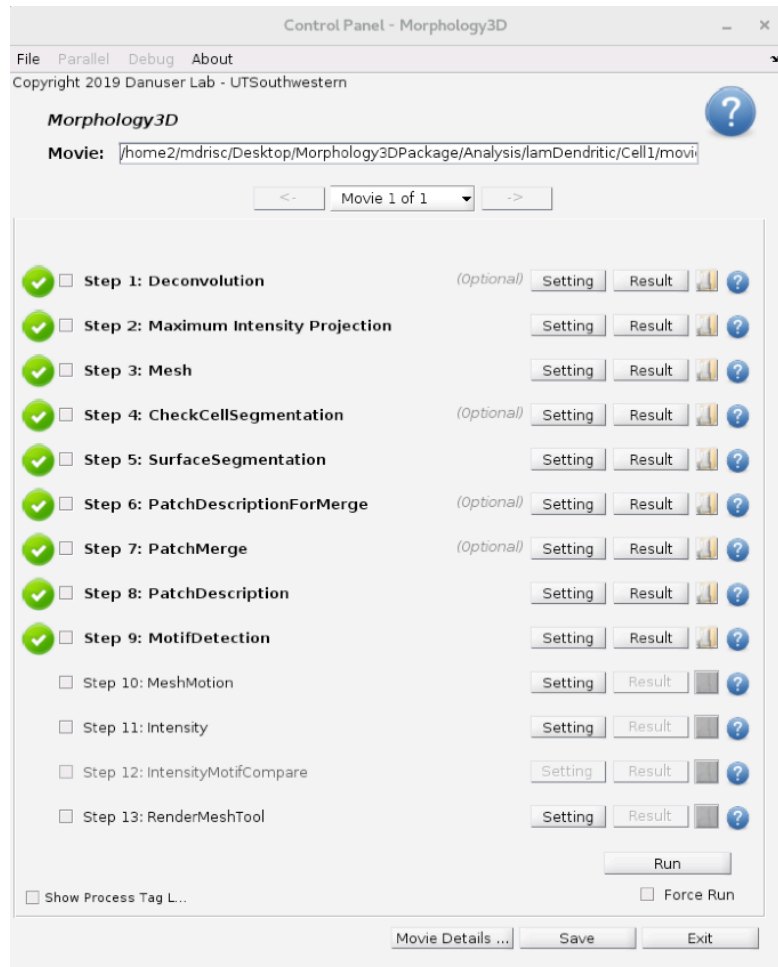 Control Panel - Morphology3D
File Parallel Debug About
Copyright 2019 Danuser Lab - UTSouthwestern
Morphology3D
Movie: /home2/mdrisc/Desktop/Morphology3DPackage/Analysis/lamDendritic/Cell1/movi
<- Movie 1 of 1 ->
Step 1: Deconvolution (Optional) Setting Result ?
Step 2: Maximum Intensity Projection Setting Result ?
Step 3: Mesh Setting Result ?
Step 4: CheckCellSegmentation (Optional) Setting Result ?
Step 5: SurfaceSegmentation Setting Result ?
Step 6: PatchDescriptionForMerge (Optional) Setting Result ?
Step 7: PatchMerge (Optional) Setting Result ?
Step 8: PatchDescription Setting Result ?
Step 9: MotifDetection Setting Result ?
Step 10: MeshMotion Setting Result ?
Step 11: Intensity Setting Result ?
Step 12: IntensityMotifCompare Setting Result ?
Step 13: RenderMeshTool Setting Result ?
Run
Show Process Tag L... Force Run
Movie Details ... Save Exit